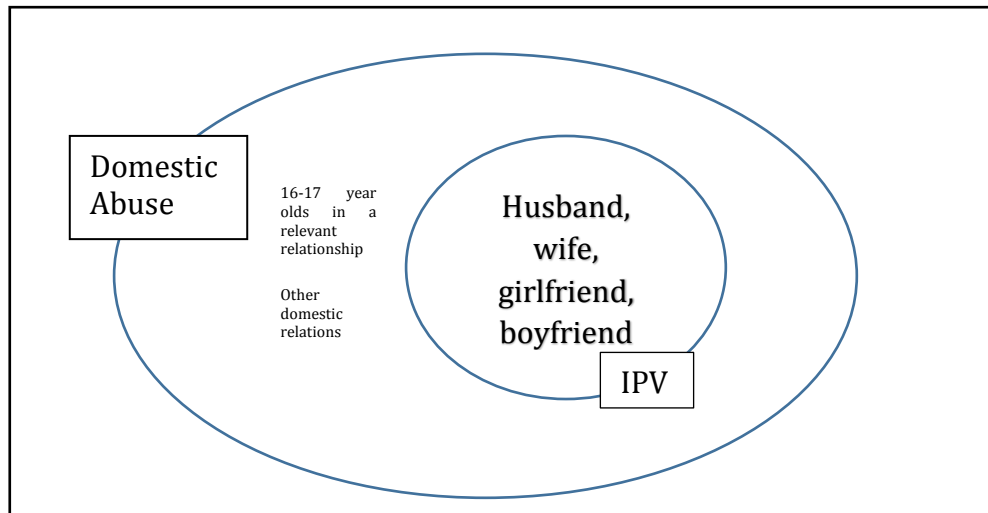 Domestic
Abuse
16-17 year
olds in a
relevant
relationship
Other
domestic
relations
Husband,
wife,
girlfriend,
boyfriend
IPV